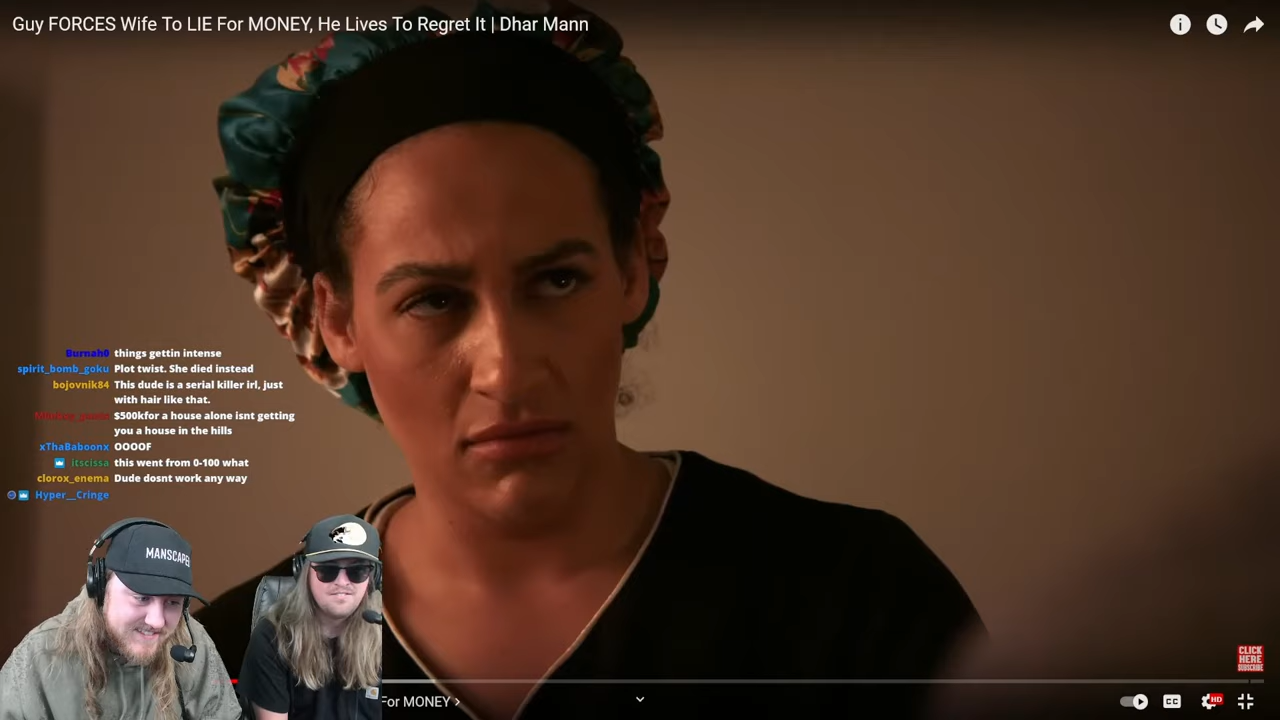 Guy FORCES Wife To LIE For MONEY, He Lives To Regret It | Dhar Mann
Burnah0 things gettin intense
spirit_bomb_goku Plot twist. She died instead
bojovnik84 This dude is a serial killer irl, just
with hair like that.
$500kfor a house alone isnt getting
you a house in the hills
xThaBaboonx OOOOF
itscissa this went from 0-100 what
clorox_enema Dude dosnt work any way
Hyper__Cringe
MANSCAPED
CLICK
HERE
SUBSCRIBE
For MONEY >
CC
HD